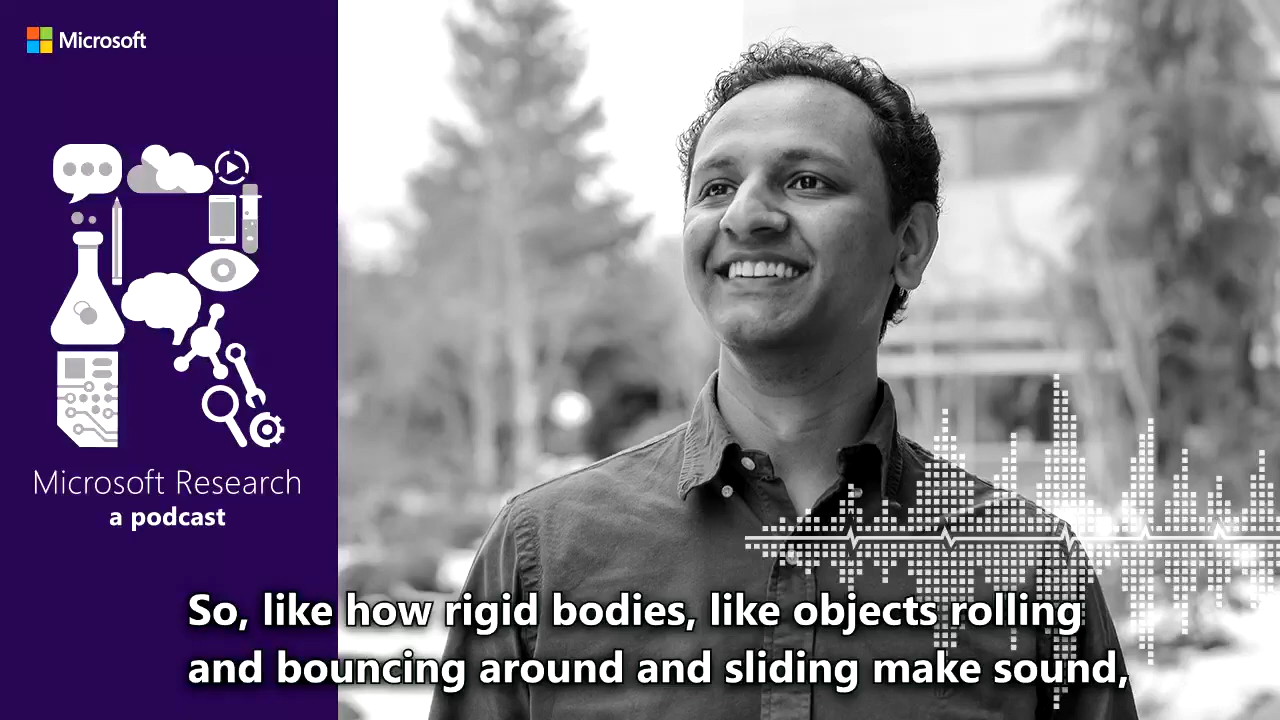 Microsoft
Microsoft Research
a podcast
So, like how rigid bodies, like objects rolling
and bouncing around and sliding make sound,